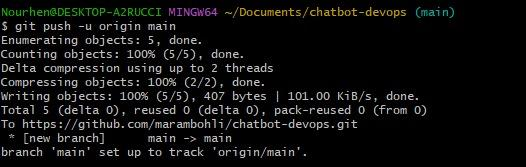 Nourhen@DESKTOP-A2RUCCI MINGW64 ~/Documents/chatbot-devops (main)
$ git push -u origin main
Enumerating objects: 5, done.
Counting objects: 100% (5/5), done.
Delta compression using up to 2 threads
Compressing objects: 100% (2/2), done.
Writing objects: 100% (5/5), 407 bytes | 101.00 KiB/s, done.
Total 5 (delta 0), reused 0 (delta 0), pack-reused 0 (from 0)
To https://github.com/marambohli/chatbot-devops.git
 * [new branch]      main -> main
branch 'main' set up to track 'origin/main'.